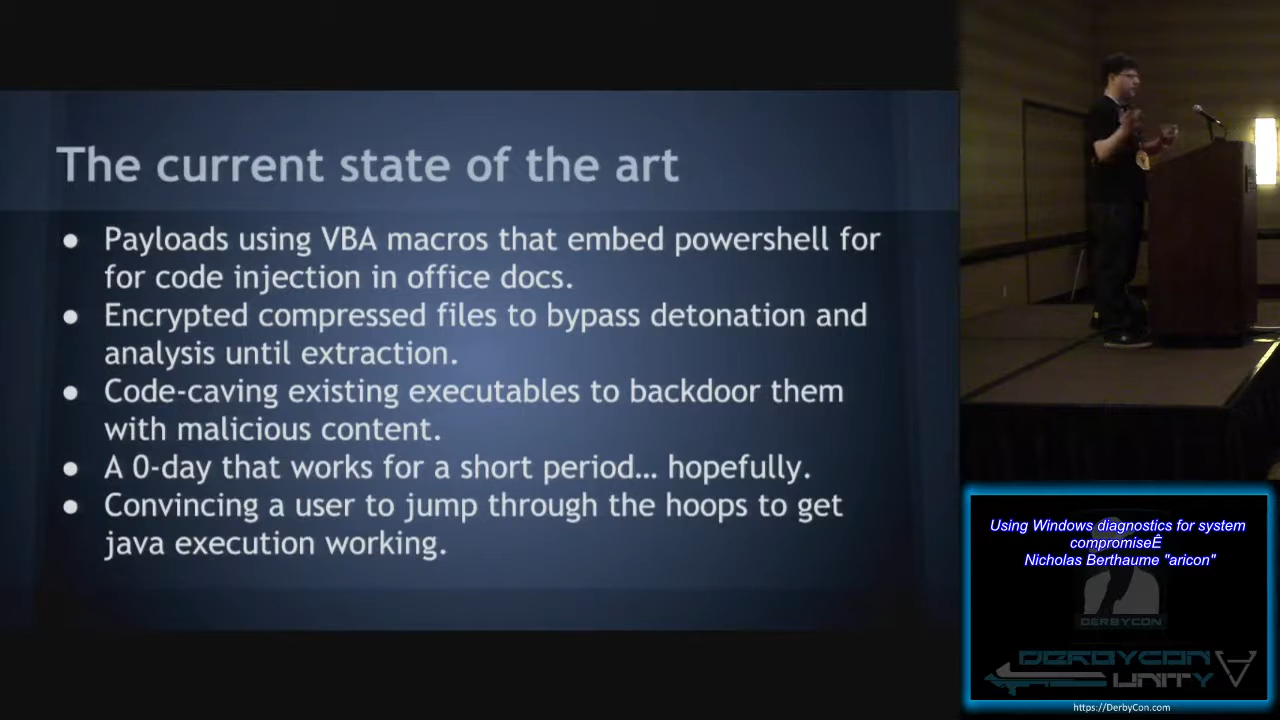 The current state of the art
● Payloads using VBA macros that embed powershell for
for code injection in office docs.
● Encrypted compressed files to bypass detonation and
analysis until extraction.
● Code-caving existing executables to backdoor them
with malicious content.
● A 0-day that works for a short period… hopefully.
● Convincing a user to jump through the hoops to get
java execution working.
Using Windows diagnostics for system
compromiseÊ
Nicholas Berthaume "aricon"
DERBYCON
DERBYCON
UNITY
https://DerbyCon.com